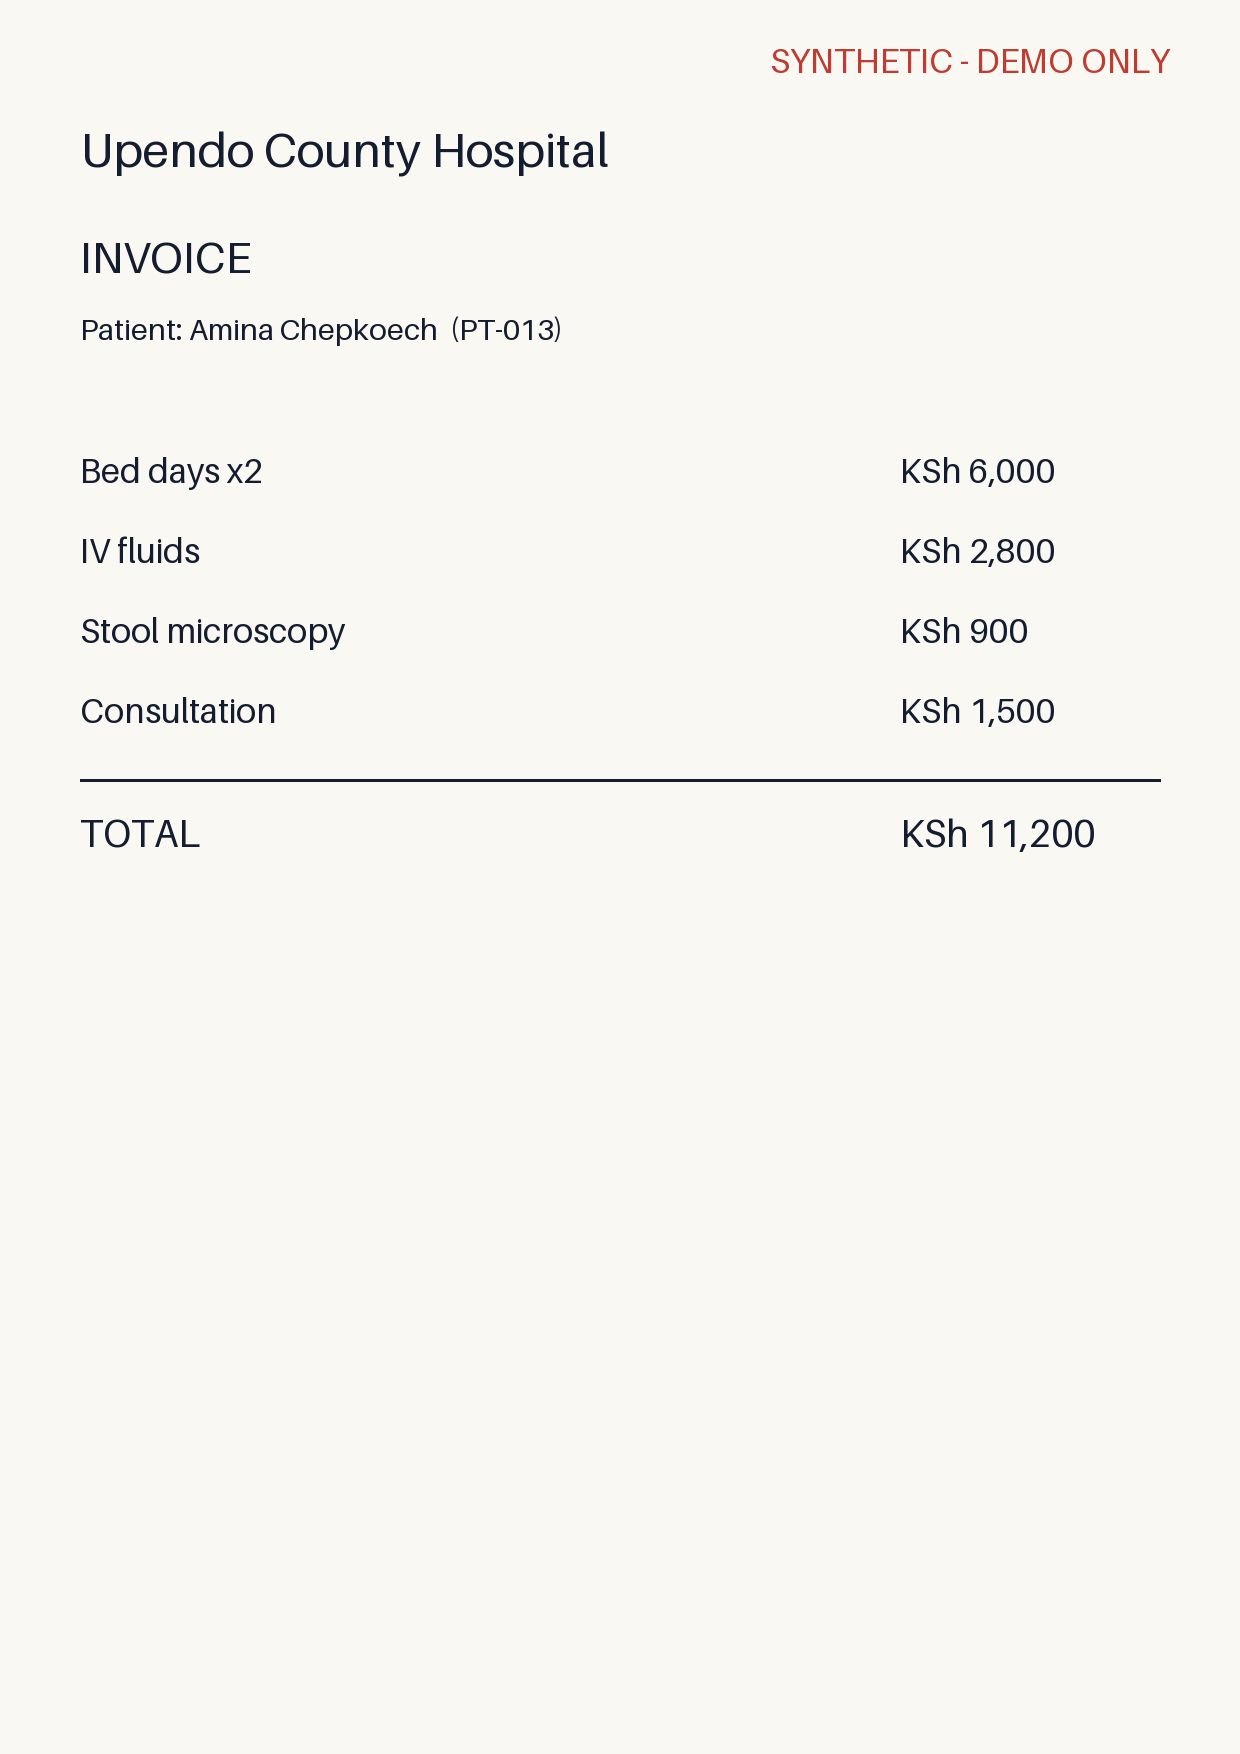 SYNTHETIC - DEMO ONLY
Upendo County Hospital
INVOICE
Patient: Amina Chepkoech (PT-013)
Bed days x2 KSh 6,000
IV fluids KSh 2,800
Stool microscopy KSh 900
Consultation KSh 1,500
TOTAL KSh 11,200